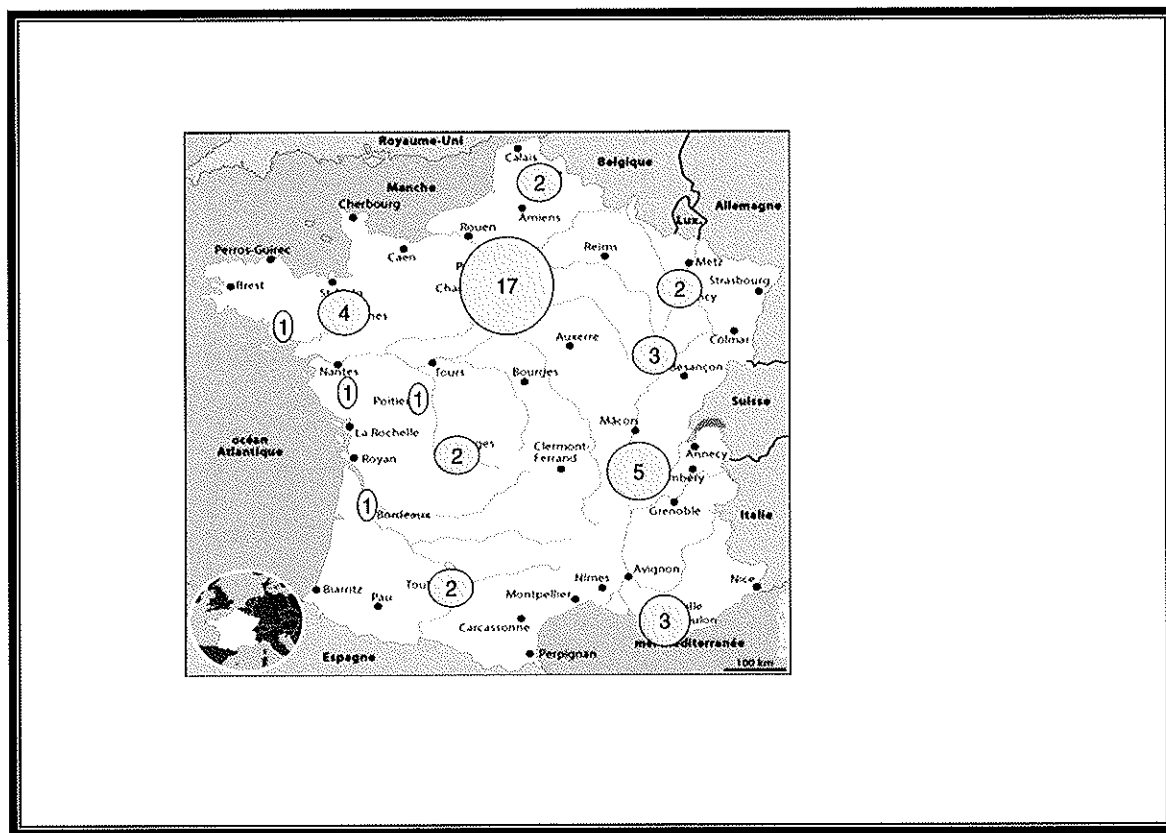 Royaume-Uni
Calais
Belgique
2
Manche
Cherbourg
Amiens
Lux.
Allemagne
Rouen
Perros-Guirec
Caen
Reims
Metz
17
Brest
2
Strasbourg
4
1
Auxerre
Colmar
3
Nantes
Tours
Bourges
Besançon
1
1
Suisse
Mâcon
La Rochelle
océan
Atlantique
2
Clermont-
Ferrand
Annecy
Royan
5
Grenoble
1
Bordeaux
Italie
Avignon
Nîmes
Nice
Biarritz
2
Montpellier
Pau
3
Carcassonne
Espagne
Perpignan
100 km